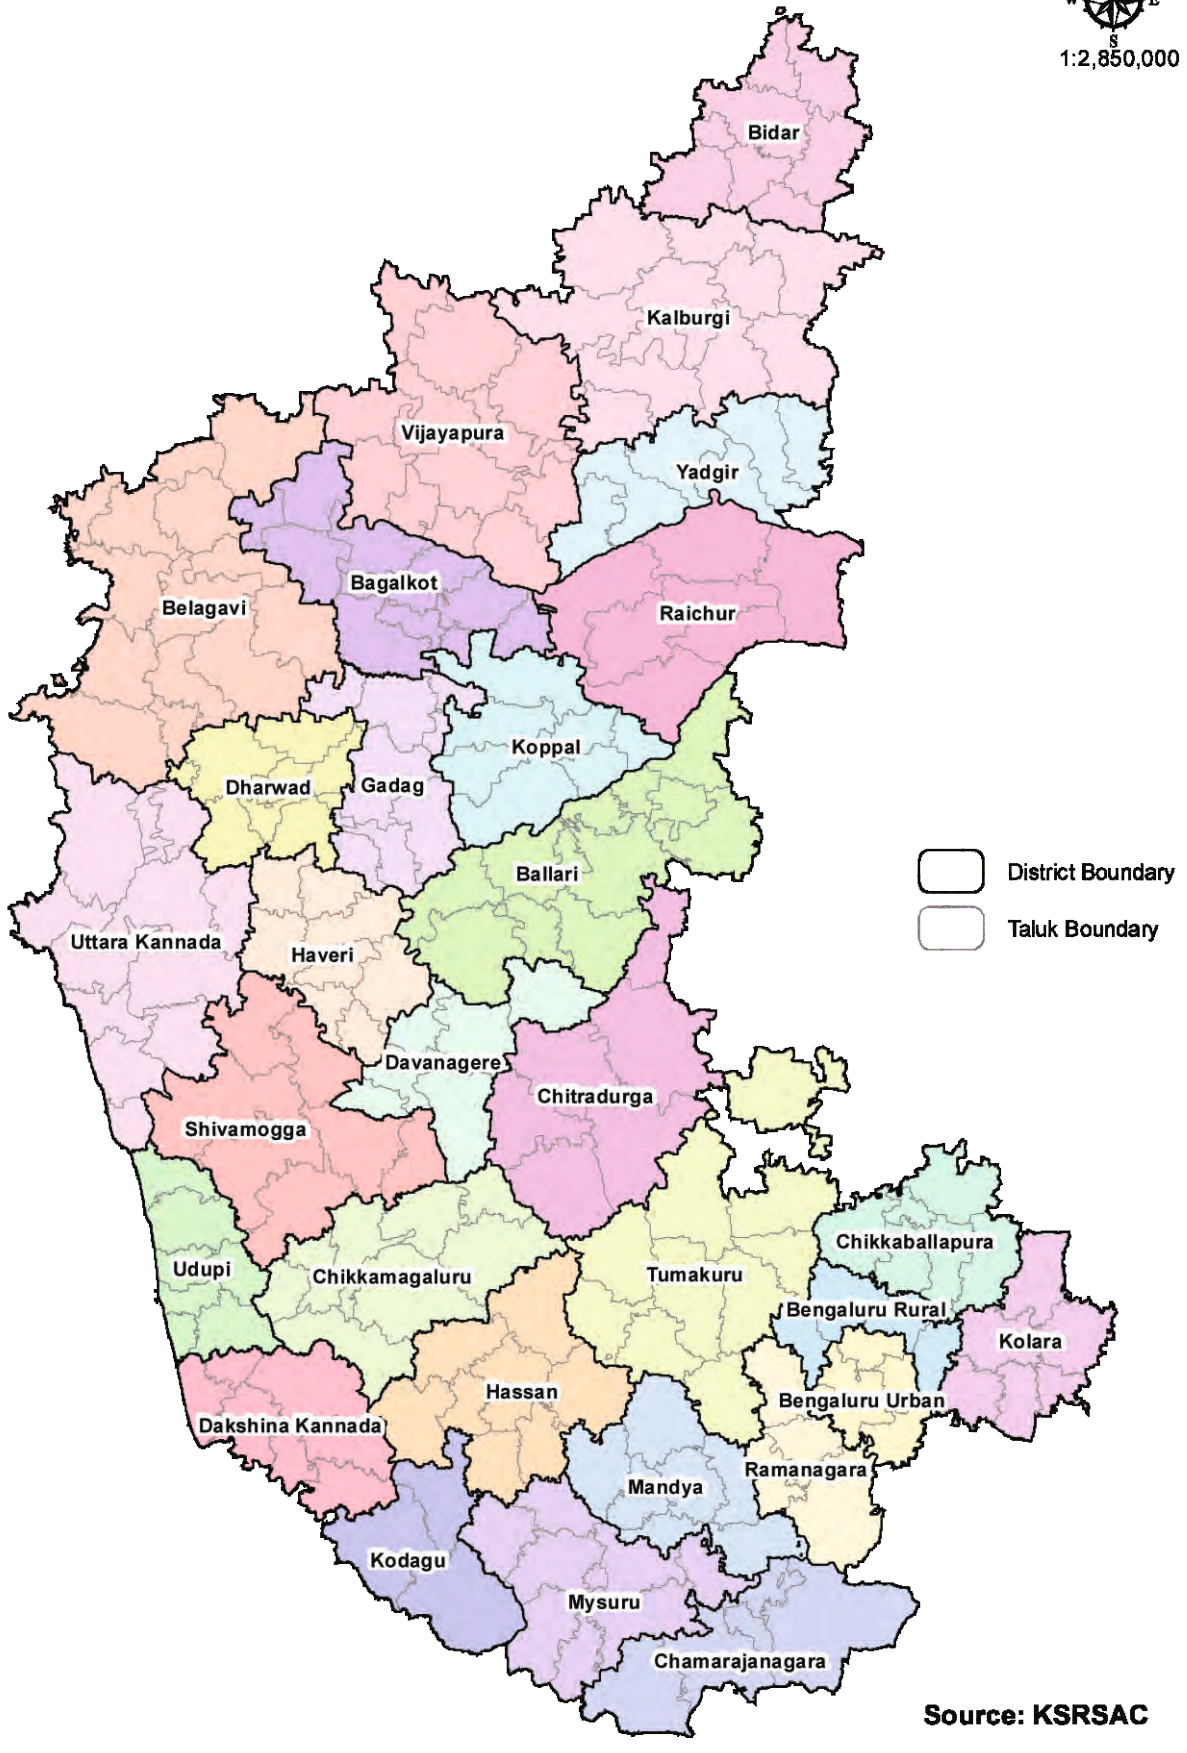 W E
S
1:2,850,000
Bidar
Kalburgi
Vijayapura
Yadgir
Bagalkot
Belagavi
Raichur
Koppal
Dharwad
Gadag
Ballari
District Boundary
Taluk Boundary
Uttara Kannada
Haveri
Davanagere
Chitradurga
Shivamogga
Chikkaballapura
Udupi
Chikkamagaluru
Tumakuru
Bengaluru Rural
Kolara
Hassan
Bengaluru Urban
Dakshina Kannada
Ramanagara
Mandya
Kodagu
Mysuru
Chamarajanagara
Source: KSRSAC